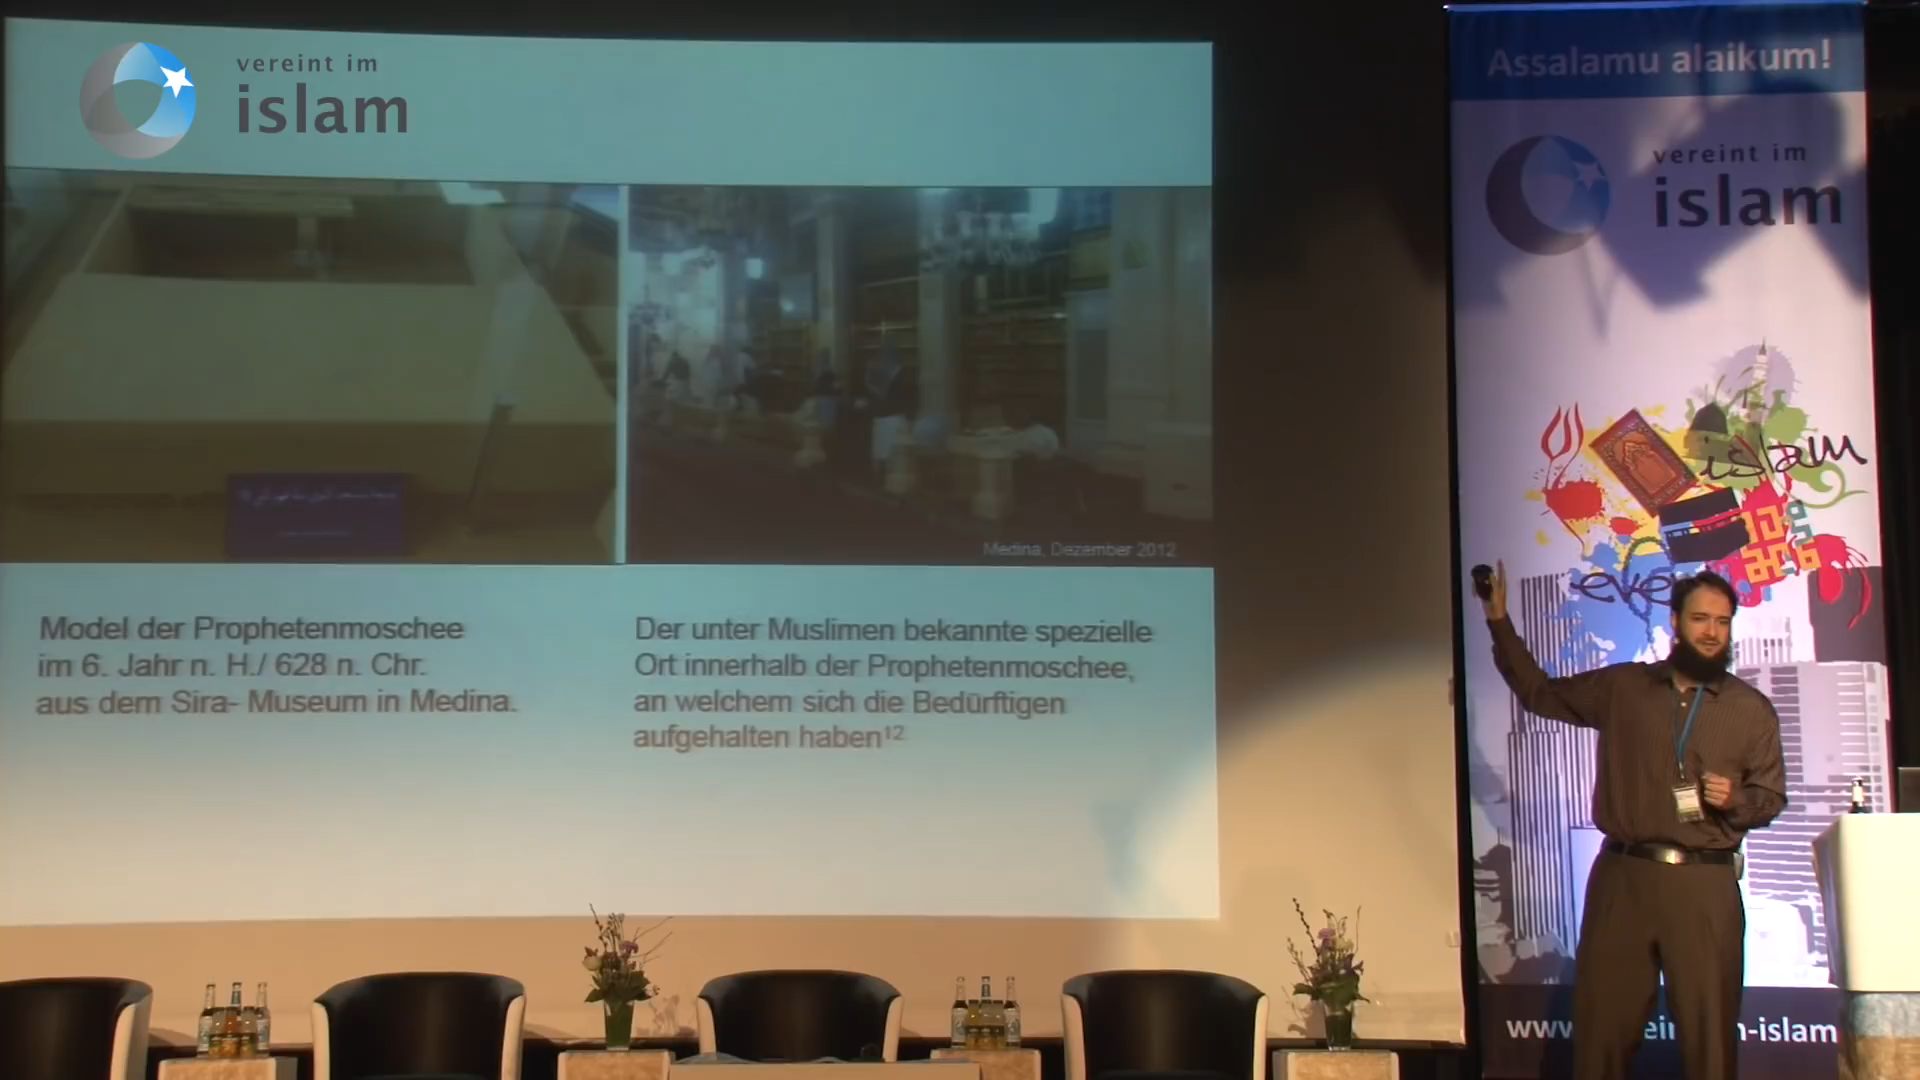 vereint im
islam
Medina, Dezember 2012
Model der Prophetenmoschee
im 6. Jahr n. H./ 628 n. Chr.
aus dem Sira- Museum in Medina.
Der unter Muslimen bekannte spezielle
Ort innerhalb der Prophetenmoschee,
an welchem sich die Bedürftigen
aufgehalten haben¹²
Assalamu alaikum!
vereint im
islam
islam
-islam